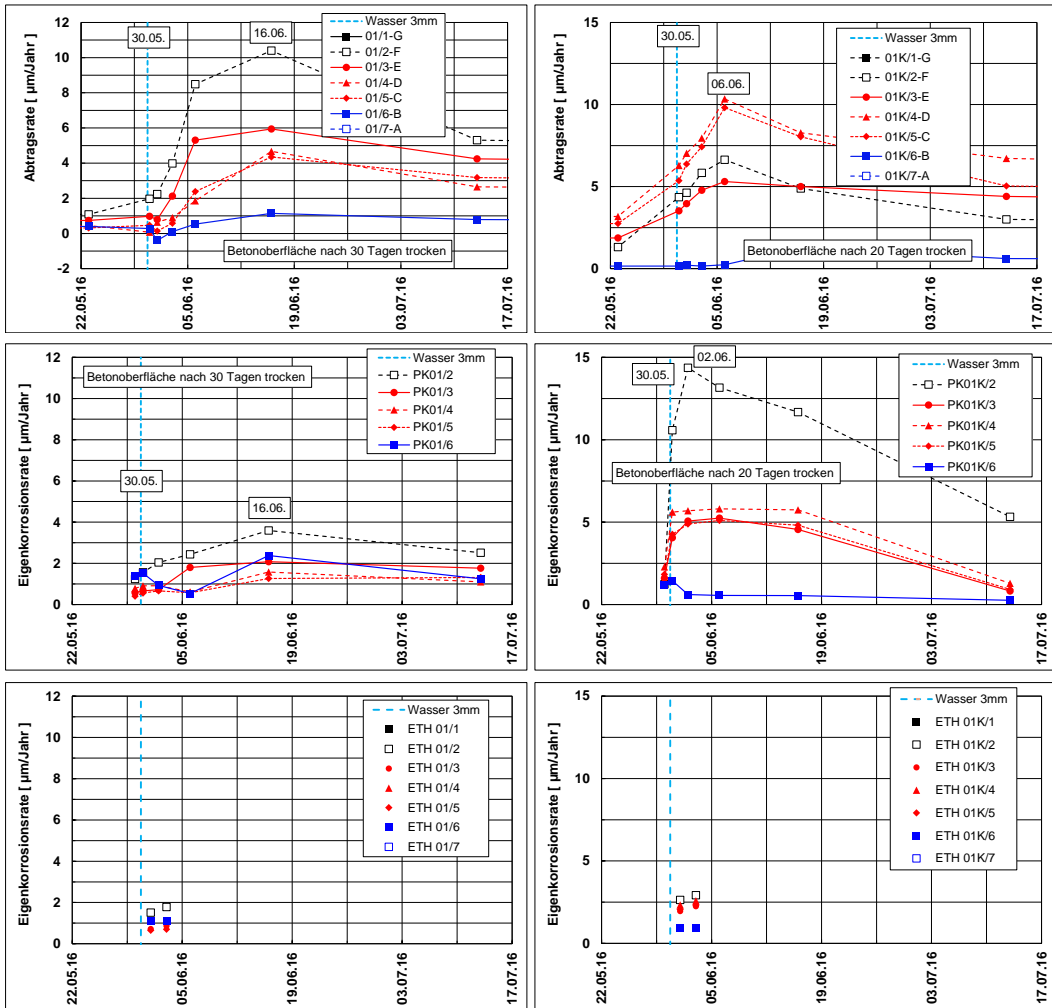 Abtragsrate [ µm/Jahr ]
12
10
8
6
4
2
0
-2
22.05.16
05.06.16
19.06.16
03.07.16
17.07.16
30.05.
16.06.
Wasser 3mm
01/1-G
01/2-F
01/3-E
01/4-D
01/5-C
01/6-B
01/7-A
Betonoberfläche nach 30 Tagen trocken
Abtragsrate [ µm/Jahr ]
15
10
5
0
22.05.16
05.06.16
19.06.16
03.07.16
17.07.16
30.05.
06.06.
Wasser 3mm
01K/1-G
01K/2-F
01K/3-E
01K/4-D
01K/5-C
01K/6-B
01K/7-A
Betonoberfläche nach 20 Tagen trocken
Eigenkorrosionsrate [ µm/Jahr ]
12
10
8
6
4
2
0
22.05.16
05.06.16
19.06.16
03.07.16
17.07.16
Betonoberfläche nach 30 Tagen trocken
30.05.
16.06.
Wasser 3mm
PK01/2
PK01/3
PK01/4
PK01/5
PK01/6
Eigenkorrosionsrate [ µm/Jahr ]
15
10
5
0
22.05.16
05.06.16
19.06.16
03.07.16
17.07.16
30.05.
02.06.
Wasser 3mm
PK01K/2
PK01K/3
PK01K/4
PK01K/5
PK01K/6
Betonoberfläche nach 20 Tagen trocken
Eigenkorrosionsrate [ µm/Jahr ]
12
10
8
6
4
2
0
22.05.16
05.06.16
19.06.16
03.07.16
17.07.16
Wasser 3mm
ETH 01/1
ETH 01/2
ETH 01/3
ETH 01/4
ETH 01/5
ETH 01/6
ETH 01/7
Eigenkorrosionsrate [ µm/Jahr ]
15
10
5
0
22.05.16
05.06.16
19.06.16
03.07.16
17.07.16
Wasser 3mm
ETH 01K/1
ETH 01K/2
ETH 01K/3
ETH 01K/4
ETH 01K/5
ETH 01K/6
ETH 01K/7